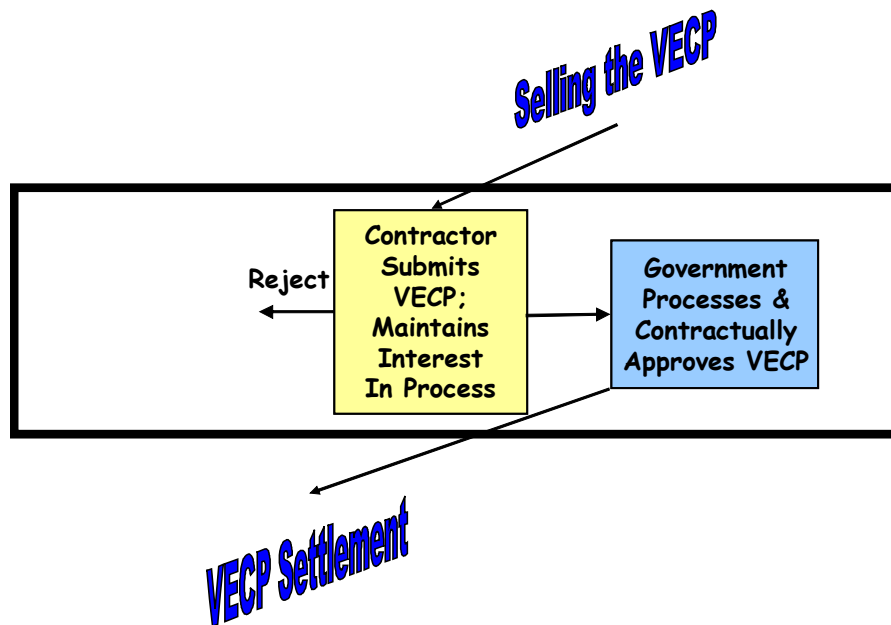 Selling the VECP
Contractor
Submits
VECP;
Maintains
Interest
In Process
Reject
Government
Processes &
Contractually
Approves VECP
VECP Settlement